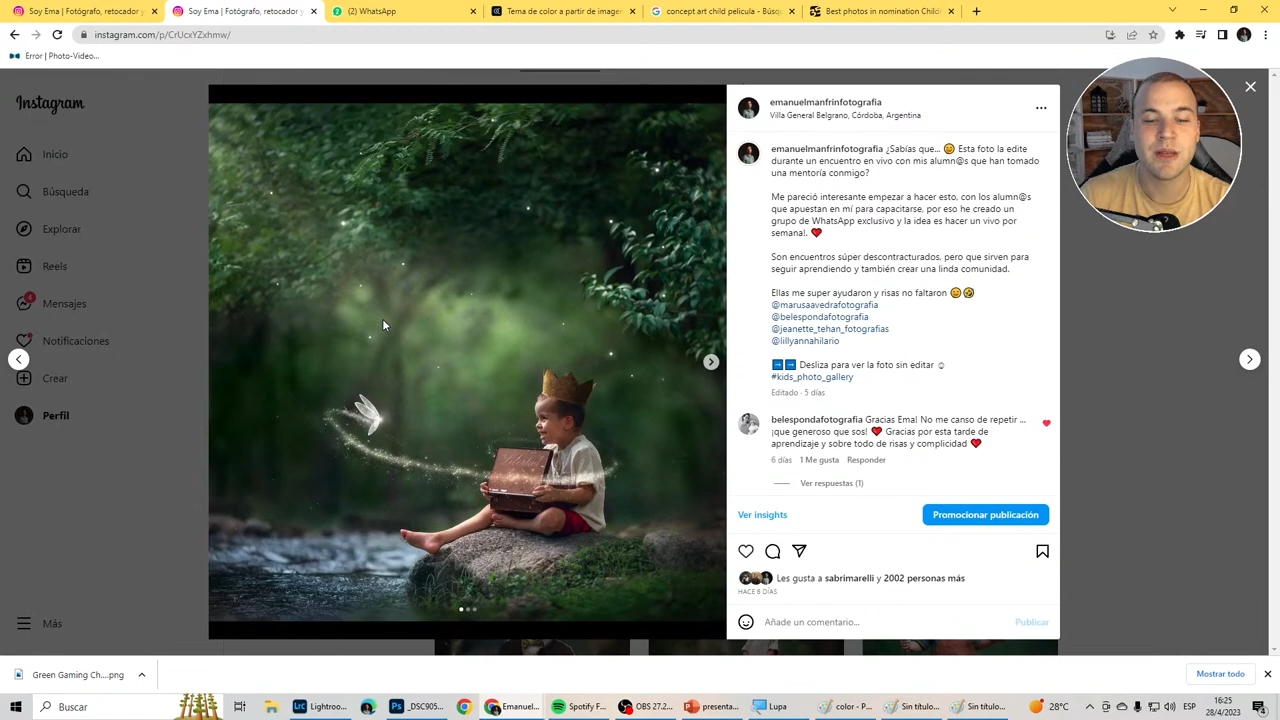 Soy Ema | Fotógrafo, retocador y
Soy Ema | Fotógrafo, retocador y
(2) WhatsApp
Tema de color a partir de imagen
concept art child pelicula - Búsq
Best photos in nomination Child
instagram.com/p/CrUcxYZxhmw/
Error | Photo-Video...
Instagram
Inicio
Búsqueda
Explorar
Reels
4
Mensajes
Notificaciones
Crear
Perfil
Más
emanuelmanfrinfotografia
Villa General Belgrano, Córdoba, Argentina
emanuelmanfrinfotografia ¿Sabías que... 😄 Esta foto la edite
durante un encuentro en vivo con mis alumn@s que han tomado
una mentoría conmigo?
Me pareció interesante empezar a hacer esto, con los alumn@s
que apuestan en mí para capacitarse, por eso he creado un
grupo de WhatsApp exclusivo y la idea es hacer un vivo por
semana!. ❤️
Son encuentros súper descontracturados, pero que sirven para
seguir aprendiendo y también crear una linda comunidad.
Ellas me super ayudaron y risas no faltaron 😄🤣
@marusaavedrafotografia
@belespondafotografia
@jeanette_tehan_fotografias
@lillyannahilario
➡️➡️ Desliza para ver la foto sin editar ☺
#kids_photo_gallery
Editado · 5 días
belespondafotografia Gracias Ema! No me canso de repetir ...
¡que generoso que sos! ❤️ Gracias por esta tarde de
aprendizaje y sobre todo de risas y complicidad ❤️
6 días 1 Me gusta Responder
Ver respuestas (1)
Ver insights
Promocionar publicación
Les gusta a sabrimarelli y 2002 personas más
HACE 6 DÍAS
Añade un comentario...
Publicar
Green Gaming Ch....png
Mostrar todo
Buscar
Lightroo...
_DSC905...
Emanuel...
Spotify F...
OBS 27.2...
presenta...
Lupa
color - P...
Sin título...
Sin título...
28°C
ESP
16:25
28/4/2023